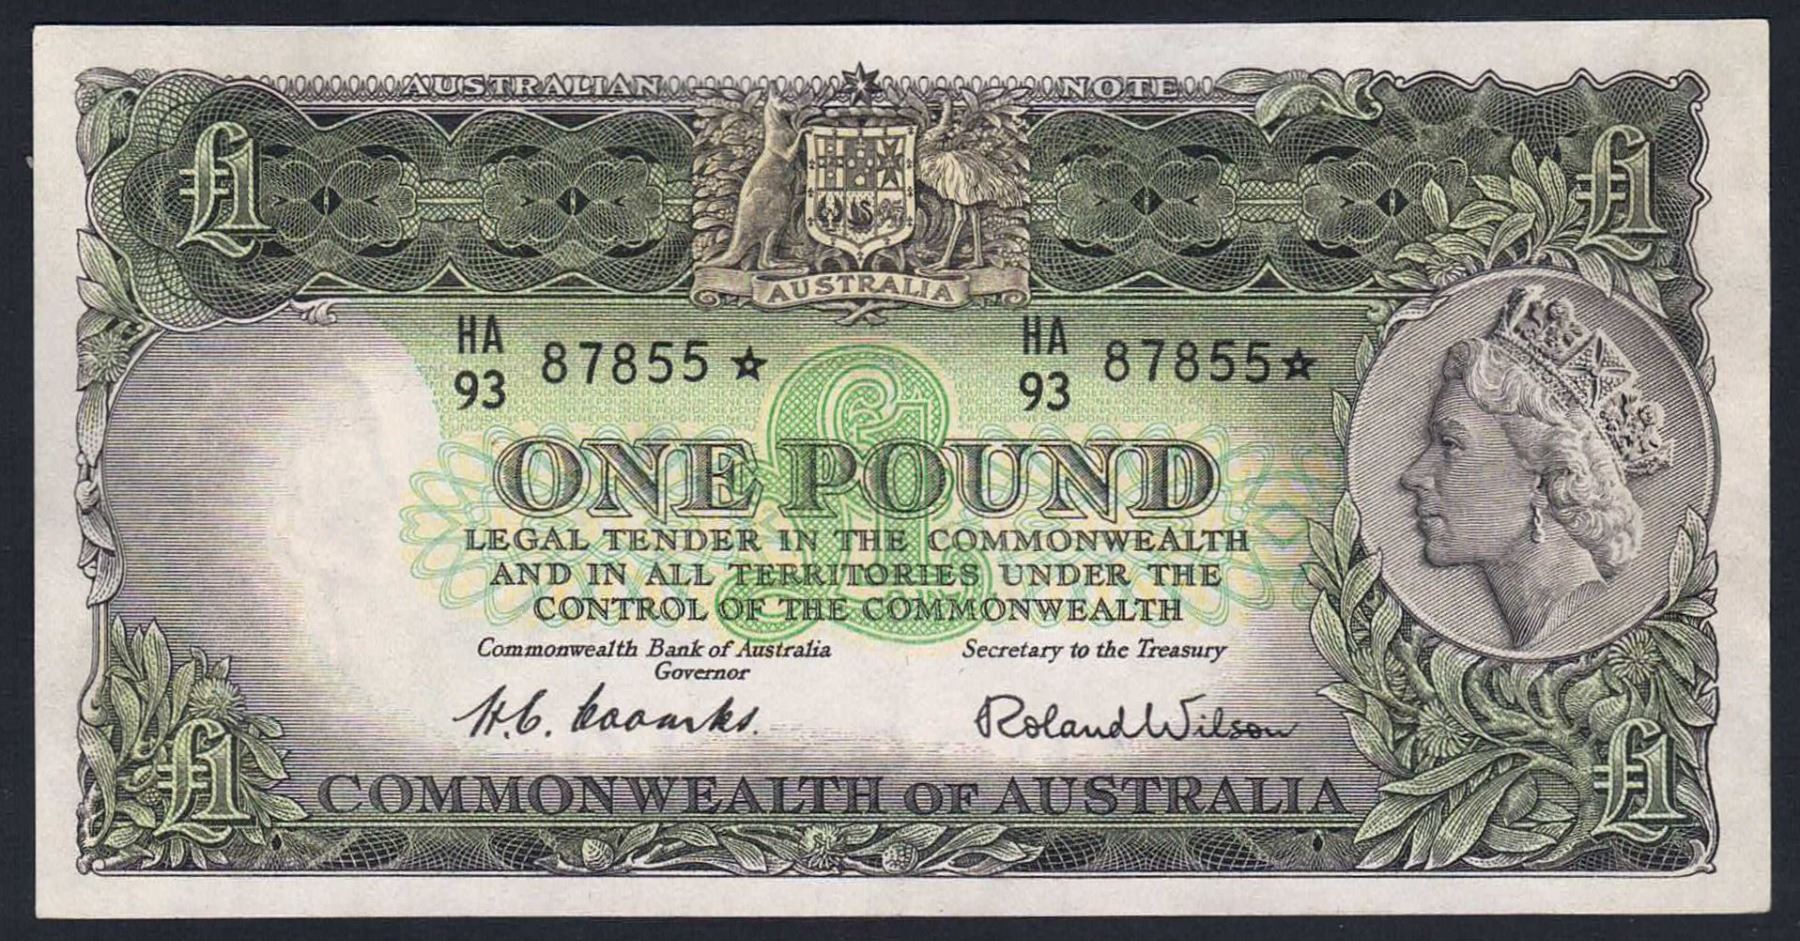 AUSTRALIAN NOTE
£1 £1
AUSTRALIA
HA 93 87855☆ HA 93 87855☆
£
ONE POUND
LEGAL TENDER IN THE COMMONWEALTH
AND IN ALL TERRITORIES UNDER THE
CONTROL OF THE COMMONWEALTH
Commonwealth Bank of Australia Secretary to the Treasury
Governor
H.C. Coombs. Roland Wilson
£1 £1
COMMONWEALTH OF AUSTRALIA